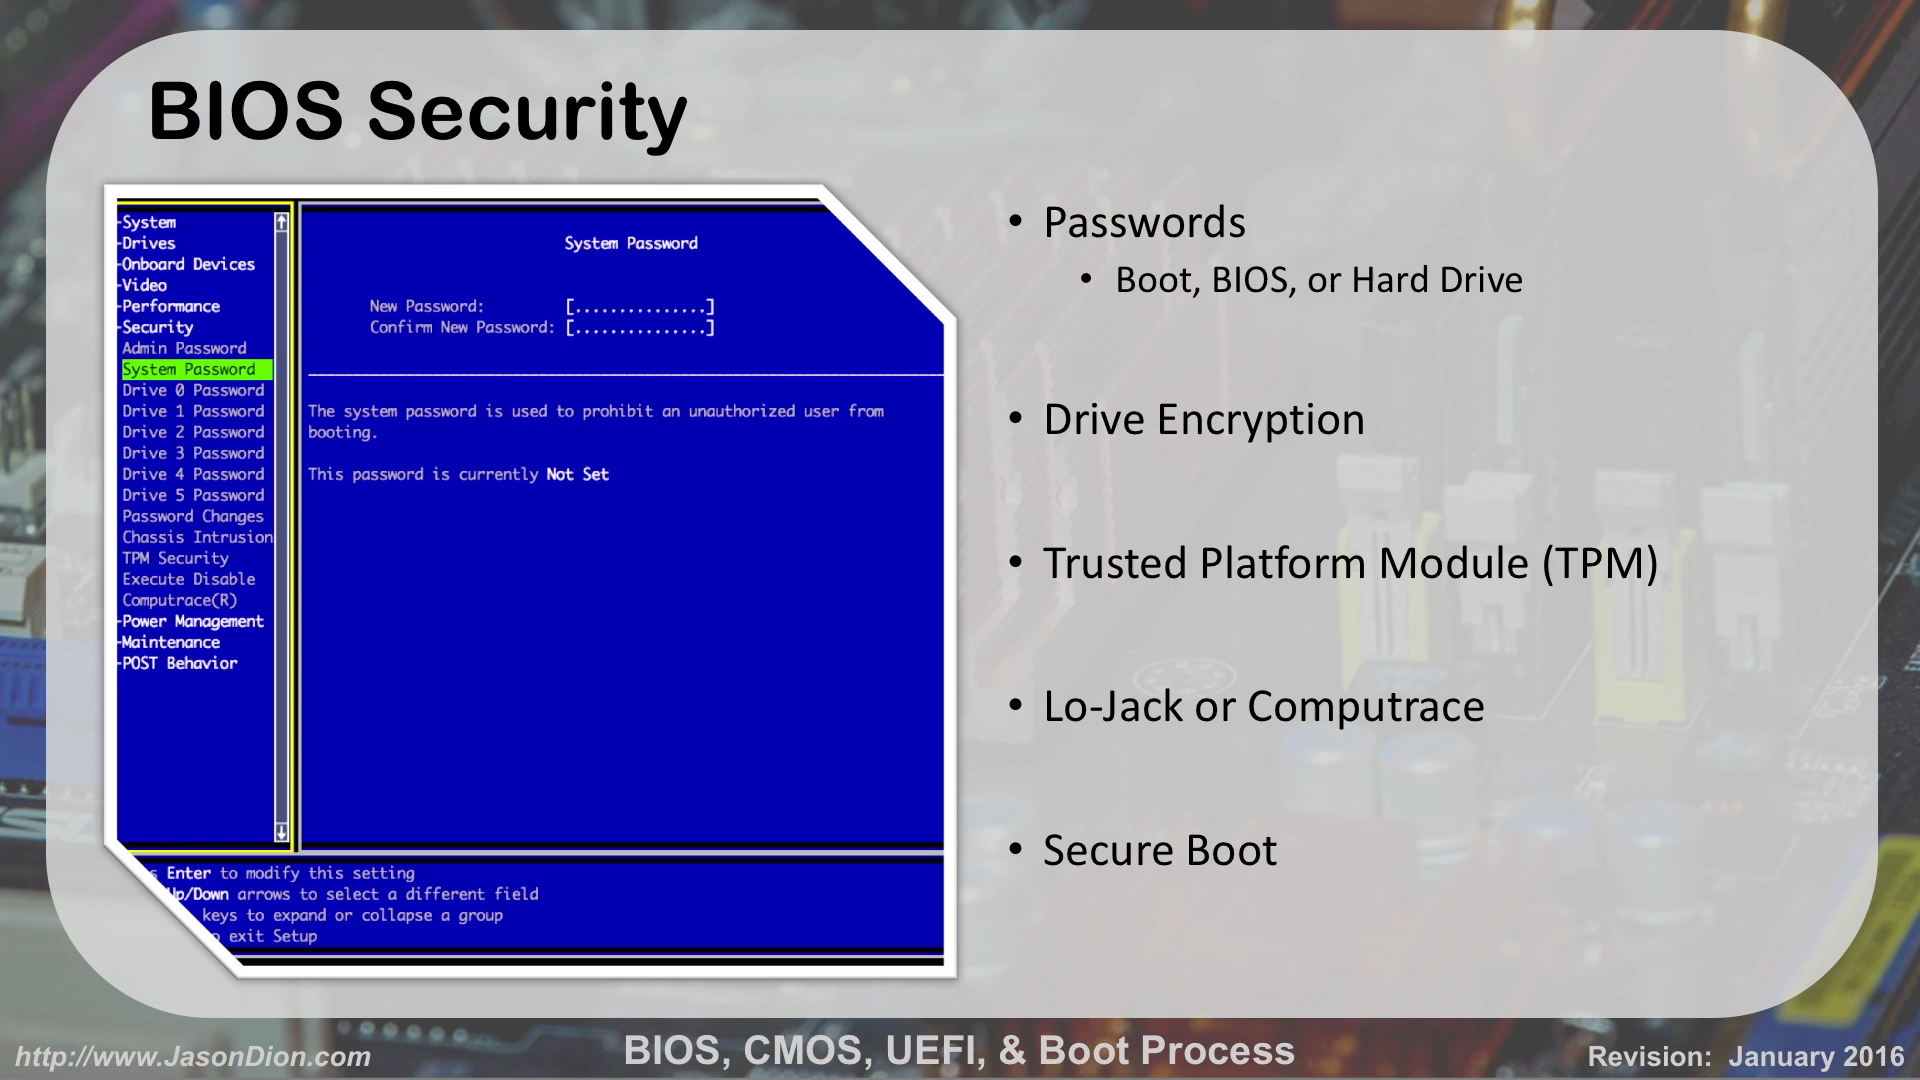 BIOS Security
-System
-Drives
-Onboard Devices
-Video
-Performance
-Security
Admin Password
System Password
Drive 0 Password
Drive 1 Password
Drive 2 Password
Drive 3 Password
Drive 4 Password
Drive 5 Password
Password Changes
Chassis Intrusion
TPM Security
Execute Disable
Computrace(R)
-Power Management
-Maintenance
-POST Behavior
System Password
New Password: [...............]
Confirm New Password: [...............]
The system password is used to prohibit an unauthorized user from
booting.
This password is currently Not Set
Enter to modify this setting
Up/Down arrows to select a different field
keys to expand or collapse a group
exit Setup
• Passwords
• Boot, BIOS, or Hard Drive
• Drive Encryption
• Trusted Platform Module (TPM)
• Lo-Jack or Computrace
• Secure Boot
http://www.JasonDion.com
BIOS, CMOS, UEFI, & Boot Process
Revision: January 2016